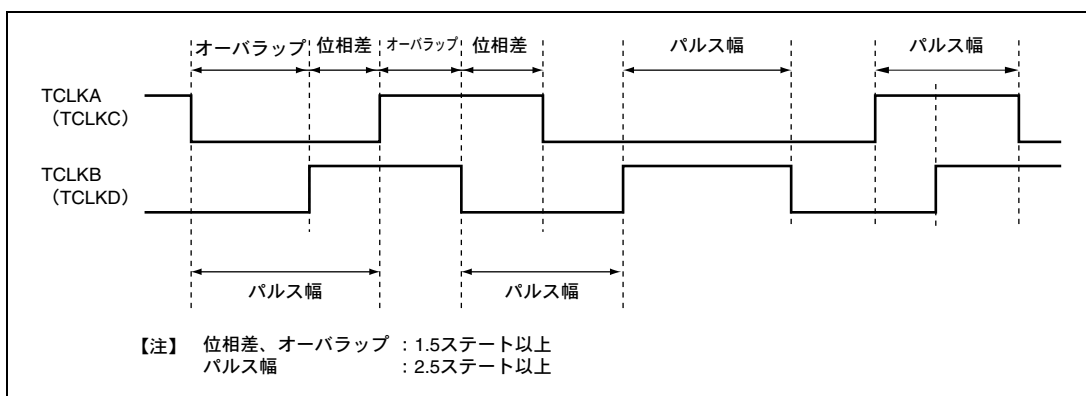 オーバラップ 位相差 オーバラップ 位相差 パルス幅 パルス幅
TCLKA
（TCLKC）
TCLKB
（TCLKD）
パルス幅 パルス幅
【注】 位相差、オーバラップ ：1.5ステート以上
パルス幅 ：2.5ステート以上